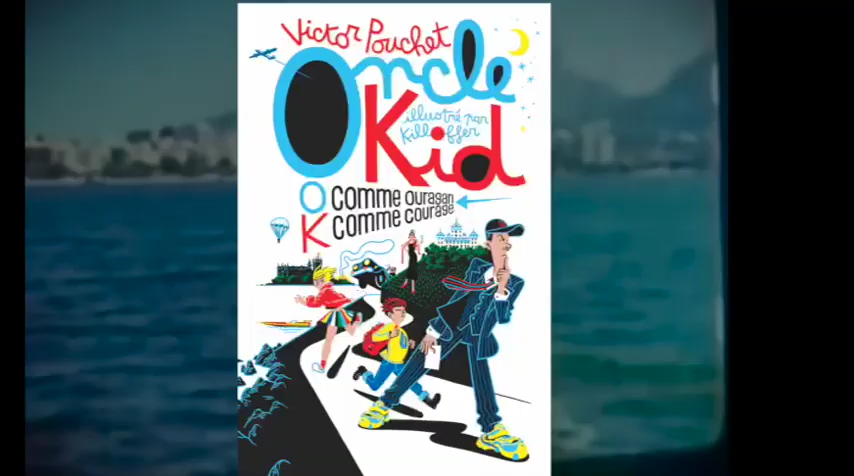 Victor Pouchet
Oncle
Kid
illustré par
Killoffer
O comme ouragan
K comme courage